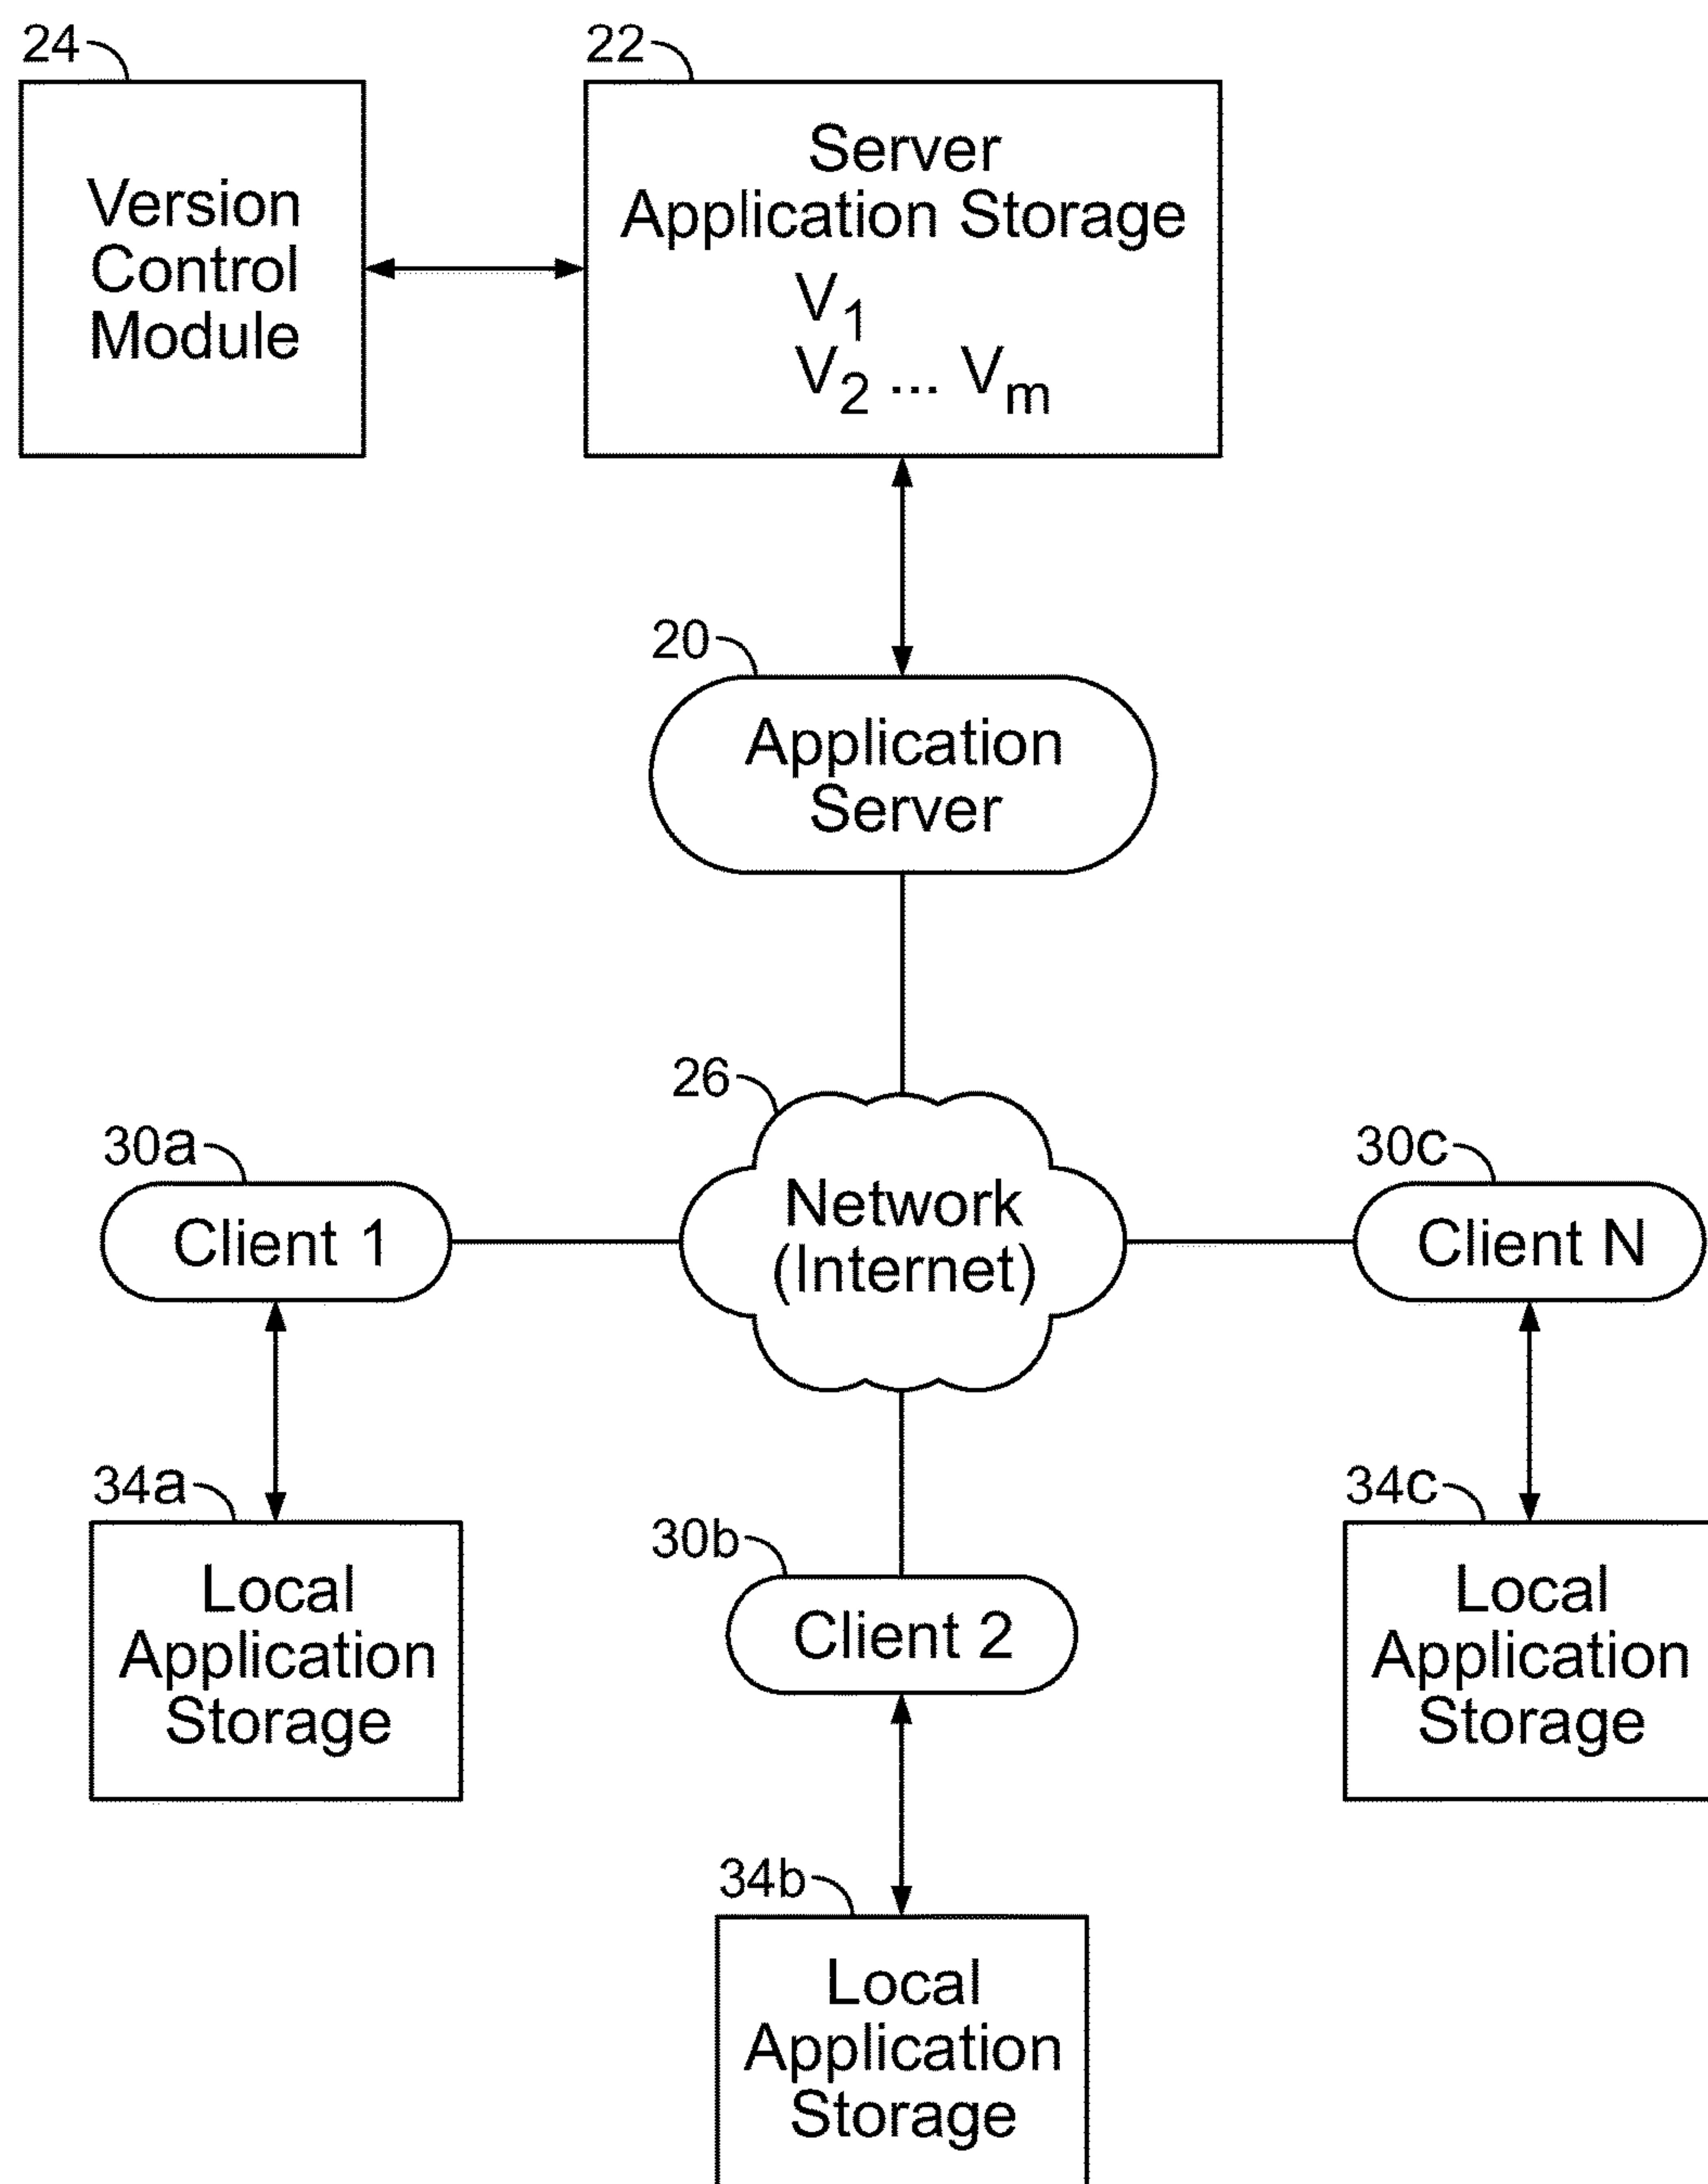 24
22
Version
Control
Module
Server
Application Storage
V1
V2 ... Vm
20
Application
Server
26
Network
(Internet)
30a
Client 1
30c
Client N
34a
Local
Application
Storage
30b
Client 2
34c
Local
Application
Storage
34b
Local
Application
Storage